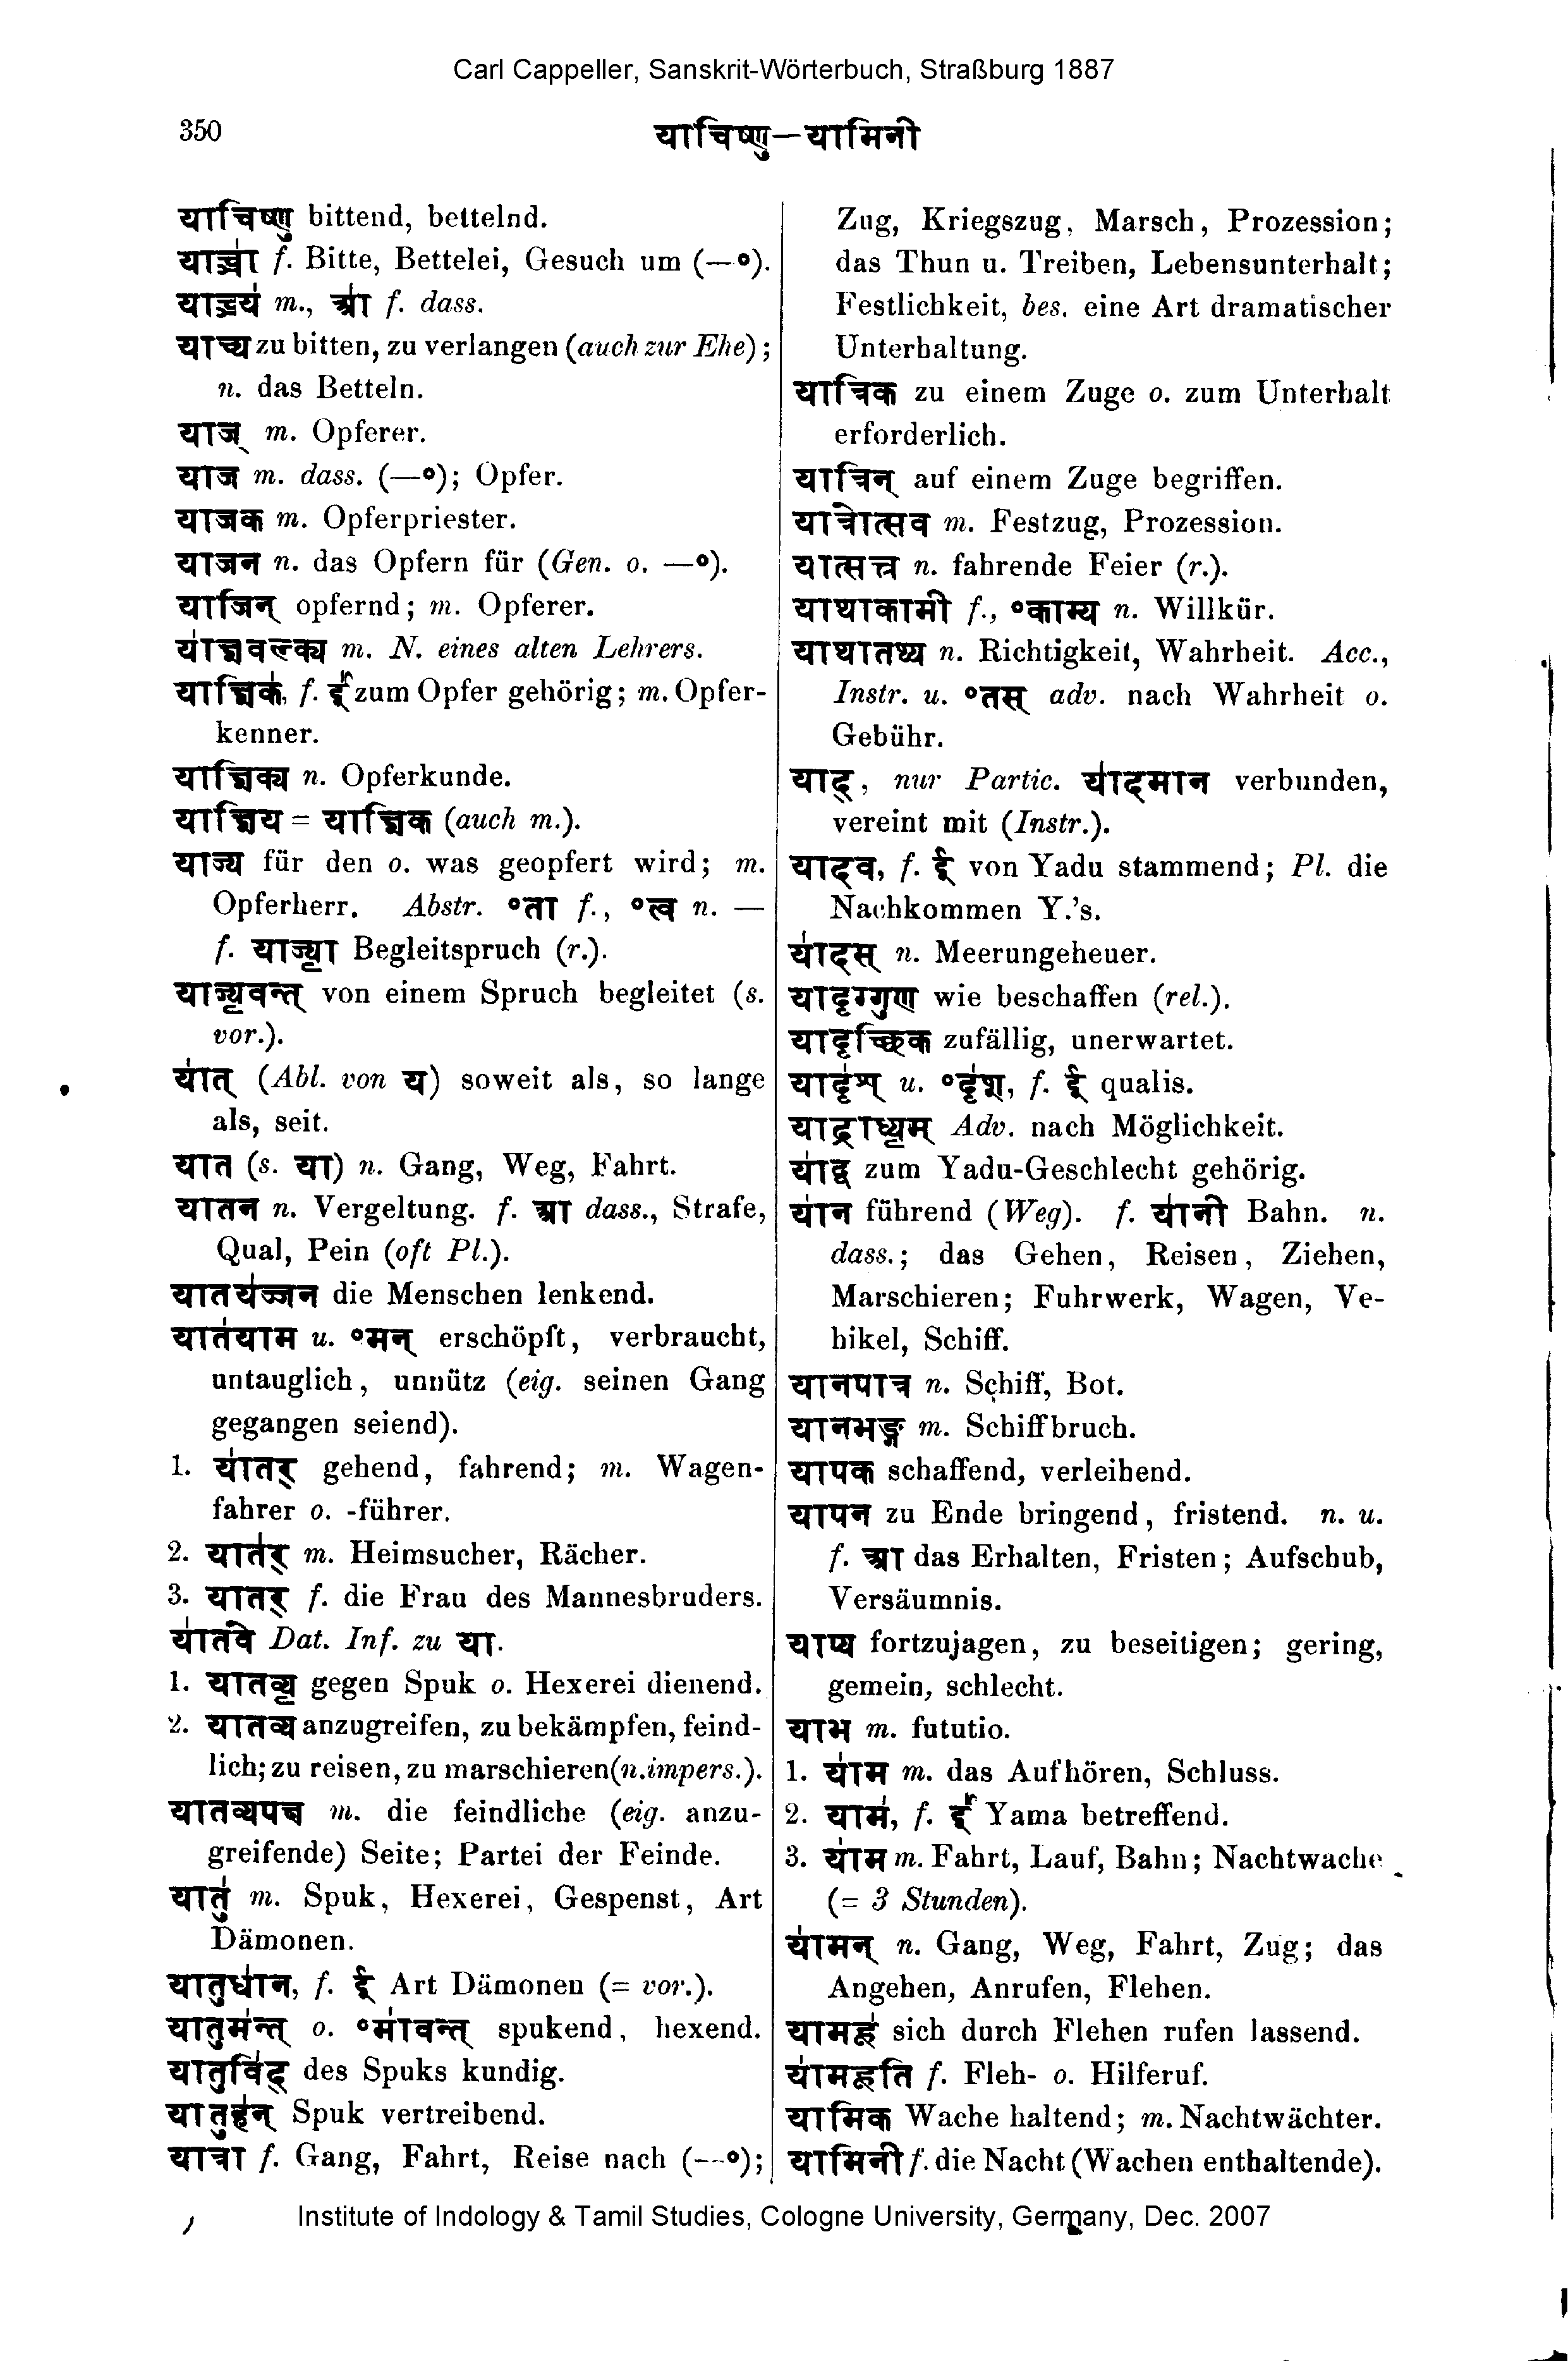 Carl Cappeller, Sanskrit-Wörterbuch, Straßburg 1887
350
याचिष्णु—यामिनी
याचिष्णु bittend, bettelnd.
याच्ञा॑ f. Bitte, Bettelei, Gesuch um (—°).
याच्ञ्य॑ m., आ॑ f. dass.
याच्य zu bitten, zu verlangen (auch zur Ehe);
n. das Betteln.
याज् m. Opferer.
याज m. dass. (—°); Opfer.
याजक m. Opferpriester.
याजन n. das Opfern für (Gen. o. —°).
याजिन् opfernd; m. Opferer.
या॑ज्ञवल्क्य m. N. eines alten Lehrers.
याज्ञिक॑, f. ई॑ zum Opfer gehörig; m. Opfer-
kenner.
याज्ञिक्य n. Opferkunde.
याज्ञिय = याज्ञिक (auch m.).
याज्य für den o. was geopfert wird; m.
Opferherr. Abstr. °ता f., °त्व n. —
f. याज्या Begleitspruch (r.).
याज्यवन्त् von einem Spruch begleitet (s.
vor.).
या॑त् (Abl. von य) soweit als, so lange
als, seit.
यात (s. या) n. Gang, Weg, Fahrt.
यातन n. Vergeltung. f. आ dass., Strafe,
Qual, Pein (oft Pl.).
यातय॑ज्जन die Menschen lenkend.
यात॑याम u. °मन् erschöpft, verbraucht,
untauglich, unnütz (eig. seinen Gang
gegangen seiend).
1. या॑तर् gehend, fahrend; m. Wagen-
fahrer o. -führer.
2. यात॑र् m. Heimsucher, Rächer.
3. यातर् f. die Frau des Mannesbruders.
या॑तवे Dat. Inf. zu या.
1. यातव्य gegen Spuk o. Hexerei dienend.
2. यातव्य anzugreifen, zu bekämpfen, feind-
lich; zu reisen, zu marschieren (n. impers.).
यातव्यपक्ष m. die feindliche (eig. anzu-
greifende) Seite; Partei der Feinde.
यातु॑ m. Spuk, Hexerei, Gespenst, Art
Dämonen.
यातुधा॑न, f. ई Art Dämonen (= vor.).
यातुम॑न्त् o. °मा॑वन्त् spukend, hexend.
यातुवि॑द् des Spuks kundig.
यातुह॑न् Spuk vertreibend.
यात्रा f. Gang, Fahrt, Reise nach (—°);
Zug, Kriegszug, Marsch, Prozession;
das Thun u. Treiben, Lebensunterhalt;
Festlichkeit, bes. eine Art dramatischer
Unterhaltung.
यात्रिक zu einem Zuge o. zum Unterhalt
erforderlich.
यात्रिन् auf einem Zuge begriffen.
यात्रोत्सव m. Festzug, Prozession.
यात्सत्त्र n. fahrende Feier (r.).
याथाकामी f., °काम्य n. Willkür.
याथातथ्य n. Richtigkeit, Wahrheit. Acc.,
Instr. u. °तस् adv. nach Wahrheit o.
Gebühr.
याद्, nur Partic. या॑दमान verbunden,
vereint mit (Instr.).
यादव, f. ई von Yadu stammend; Pl. die
Nachkommen Y.'s.
या॑दस् n. Meerungeheuer.
यादृग्गुण wie beschaffen (rel.).
यादृच्छिक zufällig, unerwartet.
यादृ॑श् u. °दृ॑श, f. ई qualis.
याद्राध्यम् Adv. nach Möglichkeit.
या॑द्व zum Yadu-Geschlecht gehörig.
या॑न führend (Weg). f. या॑नी Bahn. n.
dass.; das Gehen, Reisen, Ziehen,
Marschieren; Fuhrwerk, Wagen, Ve-
hikel, Schiff.
यानपात्र n. Schiff, Bot.
यानभङ्ग m. Schiffbruch.
यापक schaffend, verleihend.
यापन zu Ende bringend, fristend. n. u.
f. आ das Erhalten, Fristen; Aufschub,
Versäumnis.
याप्य fortzujagen, zu beseitigen; gering,
gemein, schlecht.
याभ m. fututio.
1. या॑म m. das Aufhören, Schluss.
2. याम॑, f. ई॑ Yama betreffend.
3. या॑म m. Fahrt, Lauf, Bahn; Nachtwache
(= 3 Stunden).
या॑मन् n. Gang, Weg, Fahrt, Zug; das
Angehen, Anrufen, Flehen.
यामहू॑ sich durch Flehen rufen lassend.
या॑महूति f. Fleh- o. Hilferuf.
यामिक Wache haltend; m. Nachtwächter.
यामिनी f. die Nacht (Wachen enthaltende).
Institute of Indology & Tamil Studies, Cologne University, Germany, Dec. 2007